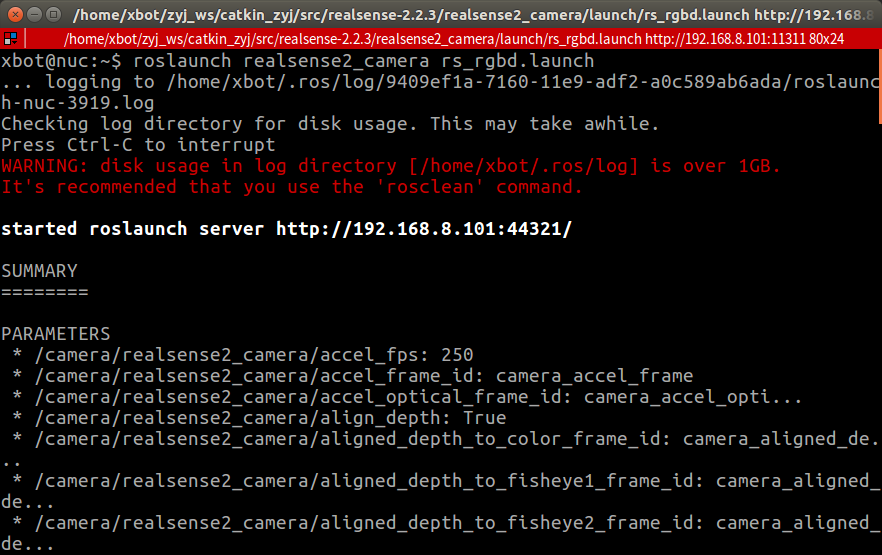 /home/xbot/zyj_ws/catkin_zyj/src/realsense-2.2.3/realsense2_camera/launch/rs_rgbd.launch http://192.168.8
/home/xbot/zyj_ws/catkin_zyj/src/realsense-2.2.3/realsense2_camera/launch/rs_rgbd.launch http://192.168.8.101:11311 80x24
xbot@nuc:~$ roslaunch realsense2_camera rs_rgbd.launch
... logging to /home/xbot/.ros/log/9409ef1a-7160-11e9-adf2-a0c589ab6ada/roslaunc
h-nuc-3919.log
Checking log directory for disk usage. This may take awhile.
Press Ctrl-C to interrupt
WARNING: disk usage in log directory [/home/xbot/.ros/log] is over 1GB.
It's recommended that you use the 'rosclean' command.
started roslaunch server http://192.168.8.101:44321/
SUMMARY
========
PARAMETERS
* /camera/realsense2_camera/accel_fps: 250
* /camera/realsense2_camera/accel_frame_id: camera_accel_frame
* /camera/realsense2_camera/accel_optical_frame_id: camera_accel_opti...
* /camera/realsense2_camera/align_depth: True
* /camera/realsense2_camera/aligned_depth_to_color_frame_id: camera_aligned_de.
..
* /camera/realsense2_camera/aligned_depth_to_fisheye1_frame_id: camera_aligned_
de...
* /camera/realsense2_camera/aligned_depth_to_fisheye2_frame_id: camera_aligned_
de...